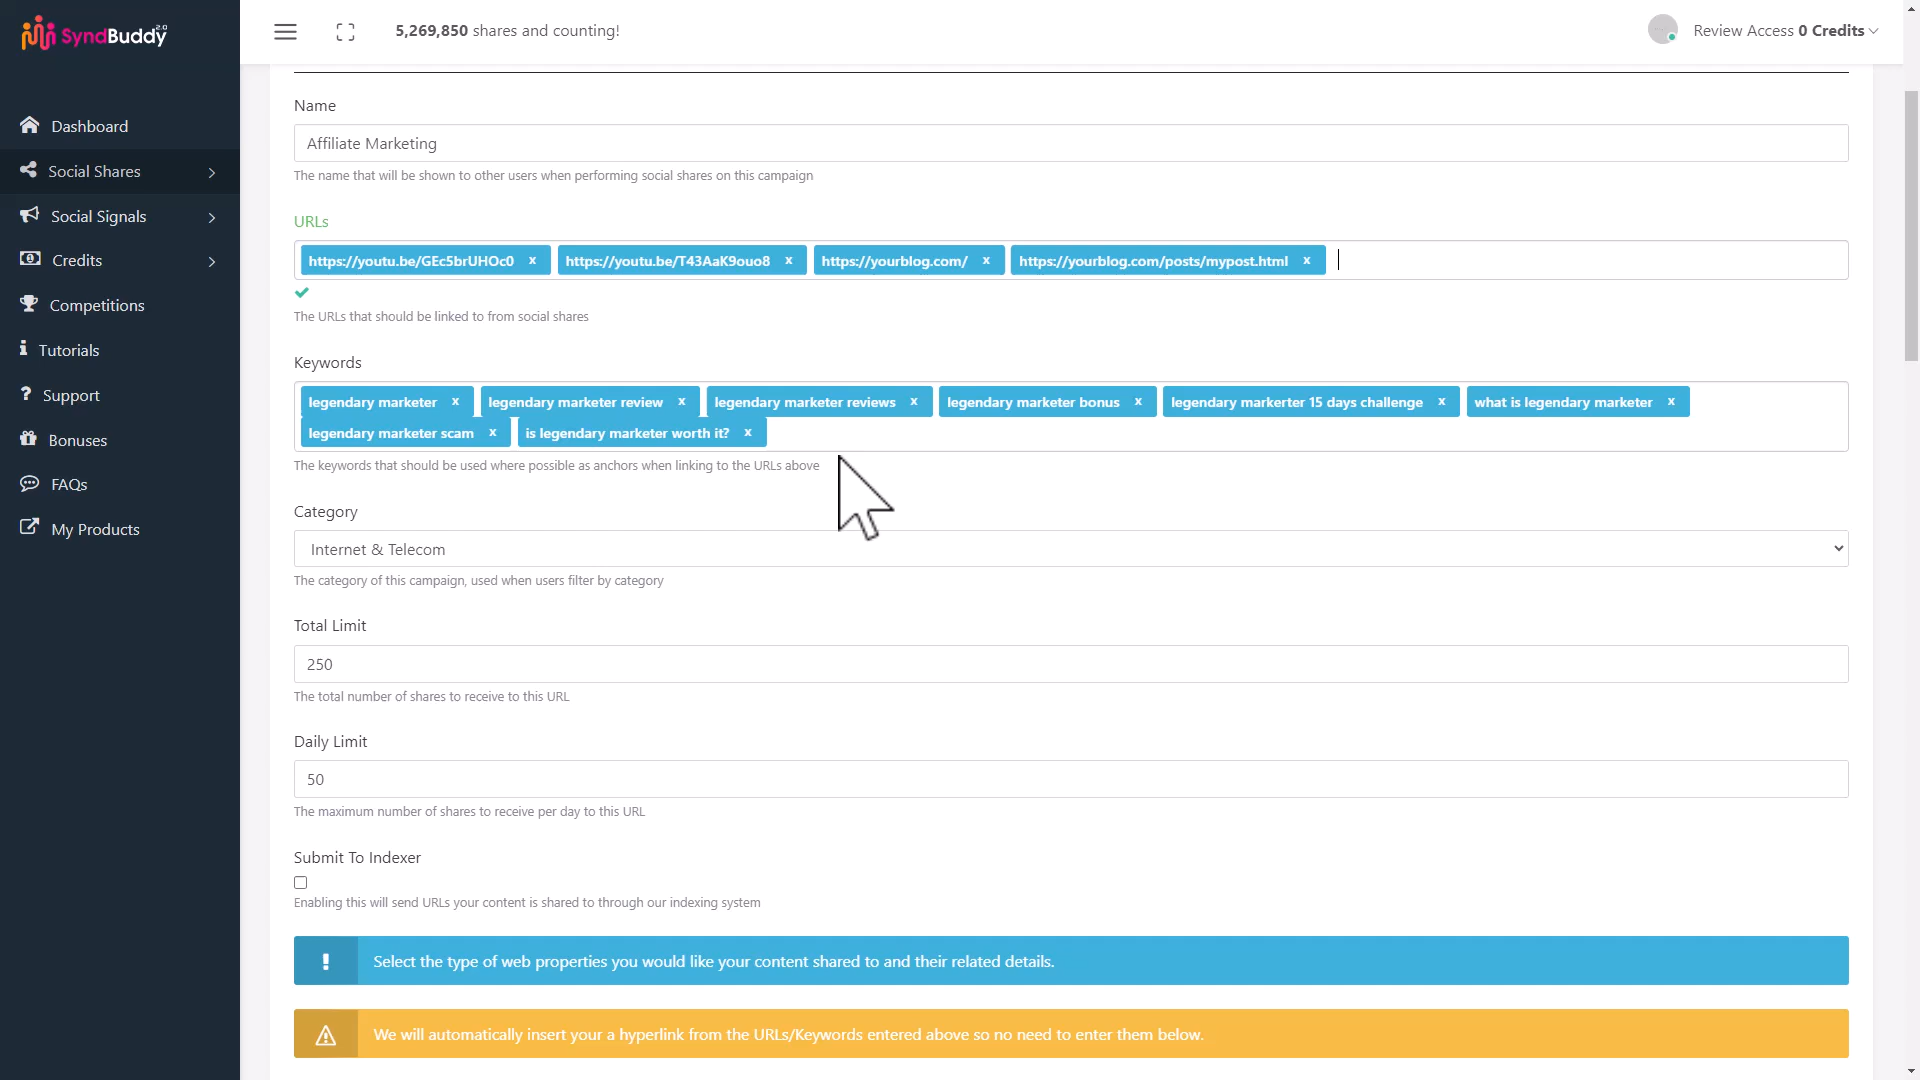 SyndBuddy 2.0
5,269,850 shares and counting!
Review Access 0 Credits
Dashboard
Social Shares
Social Signals
Credits
Competitions
Tutorials
Support
Bonuses
FAQs
My Products
Name
Affiliate Marketing
The name that will be shown to other users when performing social shares on this campaign
URLs
https://youtu.be/GEc5brUHOc0 x https://youtu.be/T43AaK9ouo8 x https://yourblog.com/ x https://yourblog.com/posts/mypost.html x
The URLs that should be linked to from social shares
Keywords
legendary marketer x legendary marketer review x legendary marketer reviews x legendary marketer bonus x legendary markerter 15 days challenge x what is legendary marketer x
legendary marketer scam x is legendary marketer worth it? x
The keywords that should be used where possible as anchors when linking to the URLs above
Category
Internet & Telecom
The category of this campaign, used when users filter by category
Total Limit
250
The total number of shares to receive to this URL
Daily Limit
50
The maximum number of shares to receive per day to this URL
Submit To Indexer
Enabling this will send URLs your content is shared to through our indexing system
Select the type of web properties you would like your content shared to and their related details.
We will automatically insert your a hyperlink from the URLs/Keywords entered above so no need to enter them below.